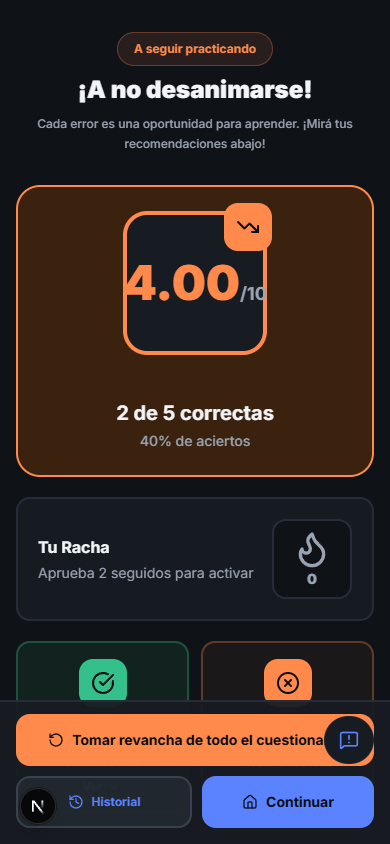 A seguir practicando
¡A no desanimarse!
Cada error es una oportunidad para aprender. ¡Mirá tus
recomendaciones abajo!
4.00/10
2 de 5 correctas
40% de aciertos
Tu Racha
Aprueba 2 seguidos para activar
0
Tomar revancha de todo el
N
Historial
Continuar